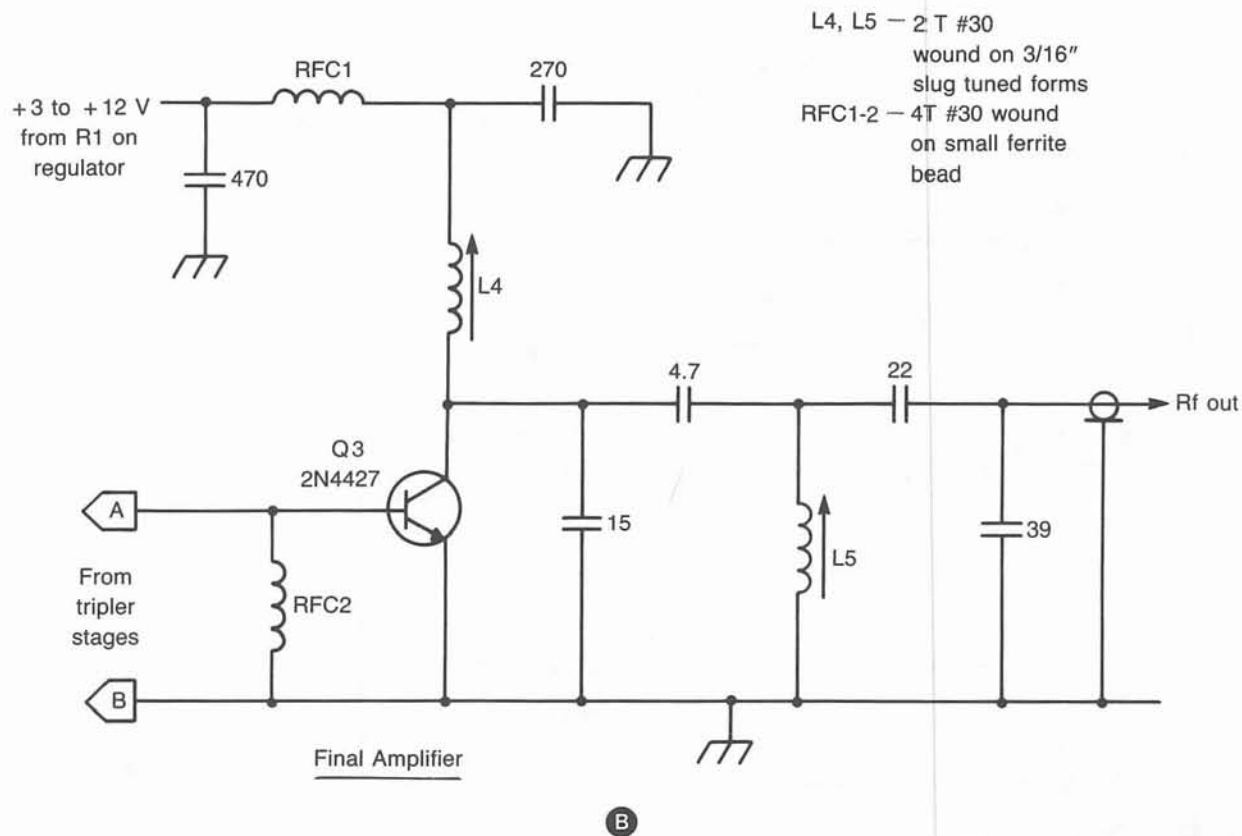 L4, L5 — 2 T #30
wound on 3/16"
slug tuned forms
RFC1-2 — 4T #30 wound
on small ferrite
bead
RFC1
270
+3 to +12 V
from R1 on
regulator
470
L4
4.7
22
Rf out
Q3
2N4427
A
15
L5
39
From
tripler
stages
RFC2
B
Final Amplifier
B